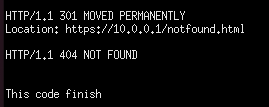 HTTP/1.1 301 MOVED PERMANENTLY
Location: https://10.0.0.1/notfound.html
HTTP/1.1 404 NOT FOUND
This code finish